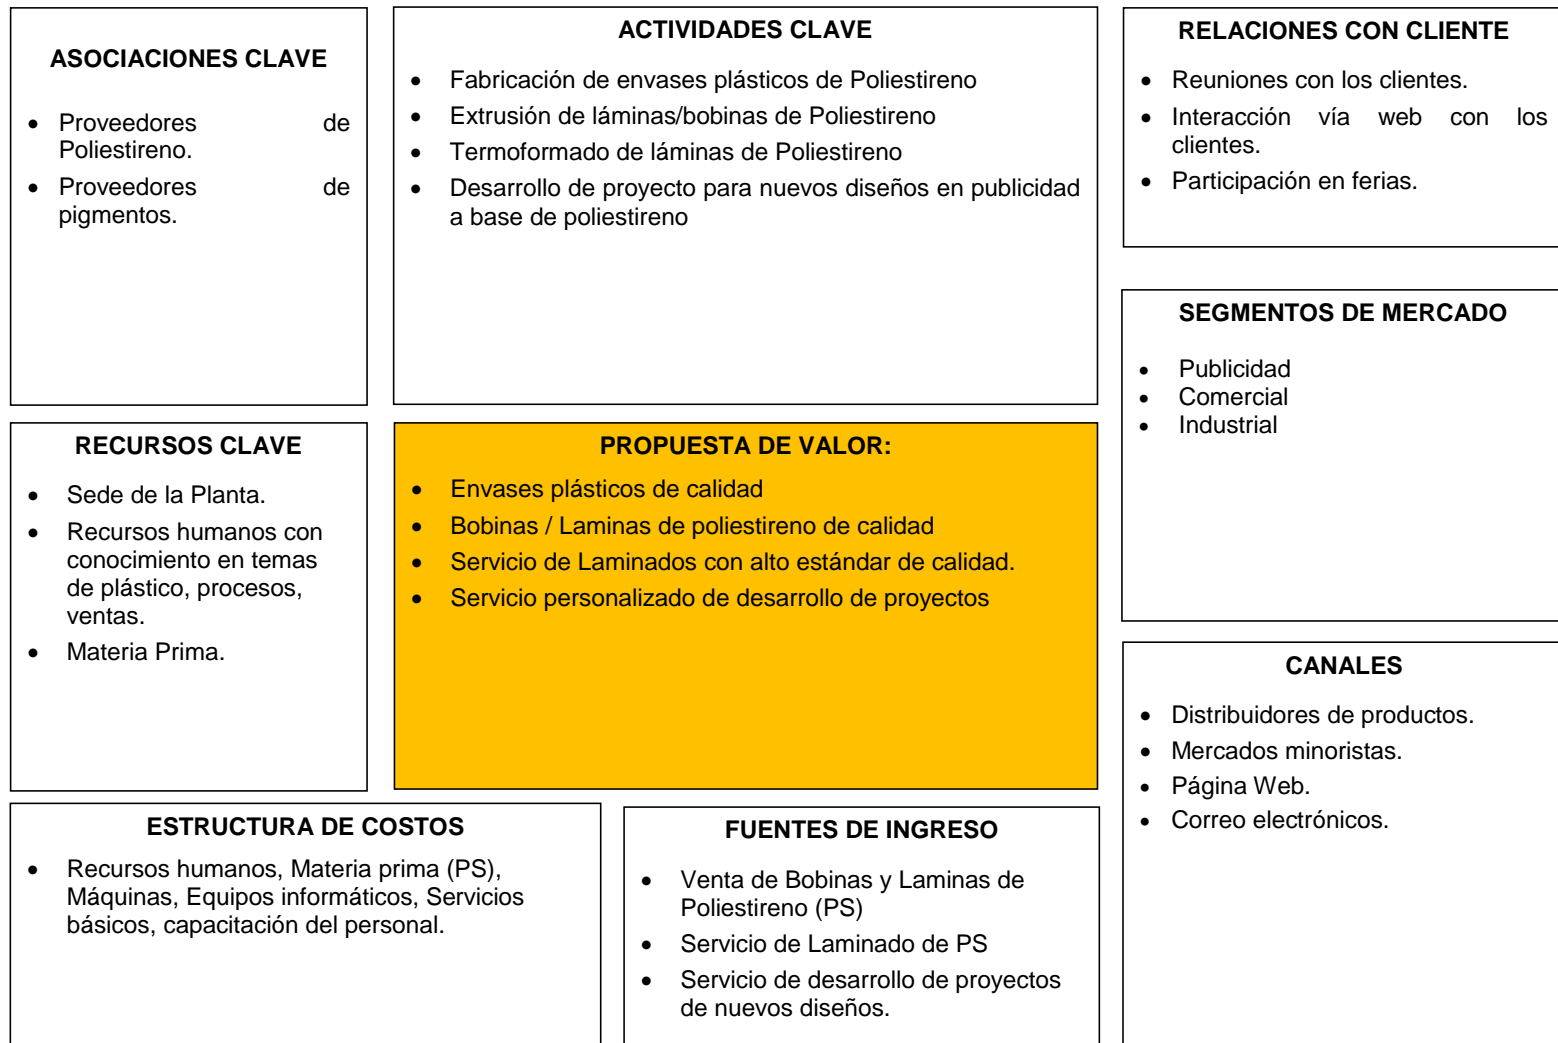 ASOCIACIONES CLAVE
• Proveedores de
Poliestireno.
• Proveedores de
pigmentos.
ACTIVIDADES CLAVE
• Fabricación de envases plásticos de Poliestireno
• Extrusión de láminas/bobinas de Poliestireno
• Termoformado de láminas de Poliestireno
• Desarrollo de proyecto para nuevos diseños en publicidad
a base de poliestireno
RELACIONES CON CLIENTE
• Reuniones con los clientes.
• Interacción vía web con los
clientes.
• Participación en ferias.
SEGMENTOS DE MERCADO
• Publicidad
• Comercial
• Industrial
RECURSOS CLAVE
• Sede de la Planta.
• Recursos humanos con
conocimiento en temas
de plástico, procesos,
ventas.
• Materia Prima.
PROPUESTA DE VALOR:
• Envases plásticos de calidad
• Bobinas / Laminas de poliestireno de calidad
• Servicio de Laminados con alto estándar de calidad.
• Servicio personalizado de desarrollo de proyectos
CANALES
• Distribuidores de productos.
• Mercados minoristas.
• Página Web.
• Correo electrónicos.
ESTRUCTURA DE COSTOS
• Recursos humanos, Materia prima (PS),
Máquinas, Equipos informáticos, Servicios
básicos, capacitación del personal.
FUENTES DE INGRESO
• Venta de Bobinas y Laminas de
Poliestireno (PS)
• Servicio de Laminado de PS
• Servicio de desarrollo de proyectos
de nuevos diseños.